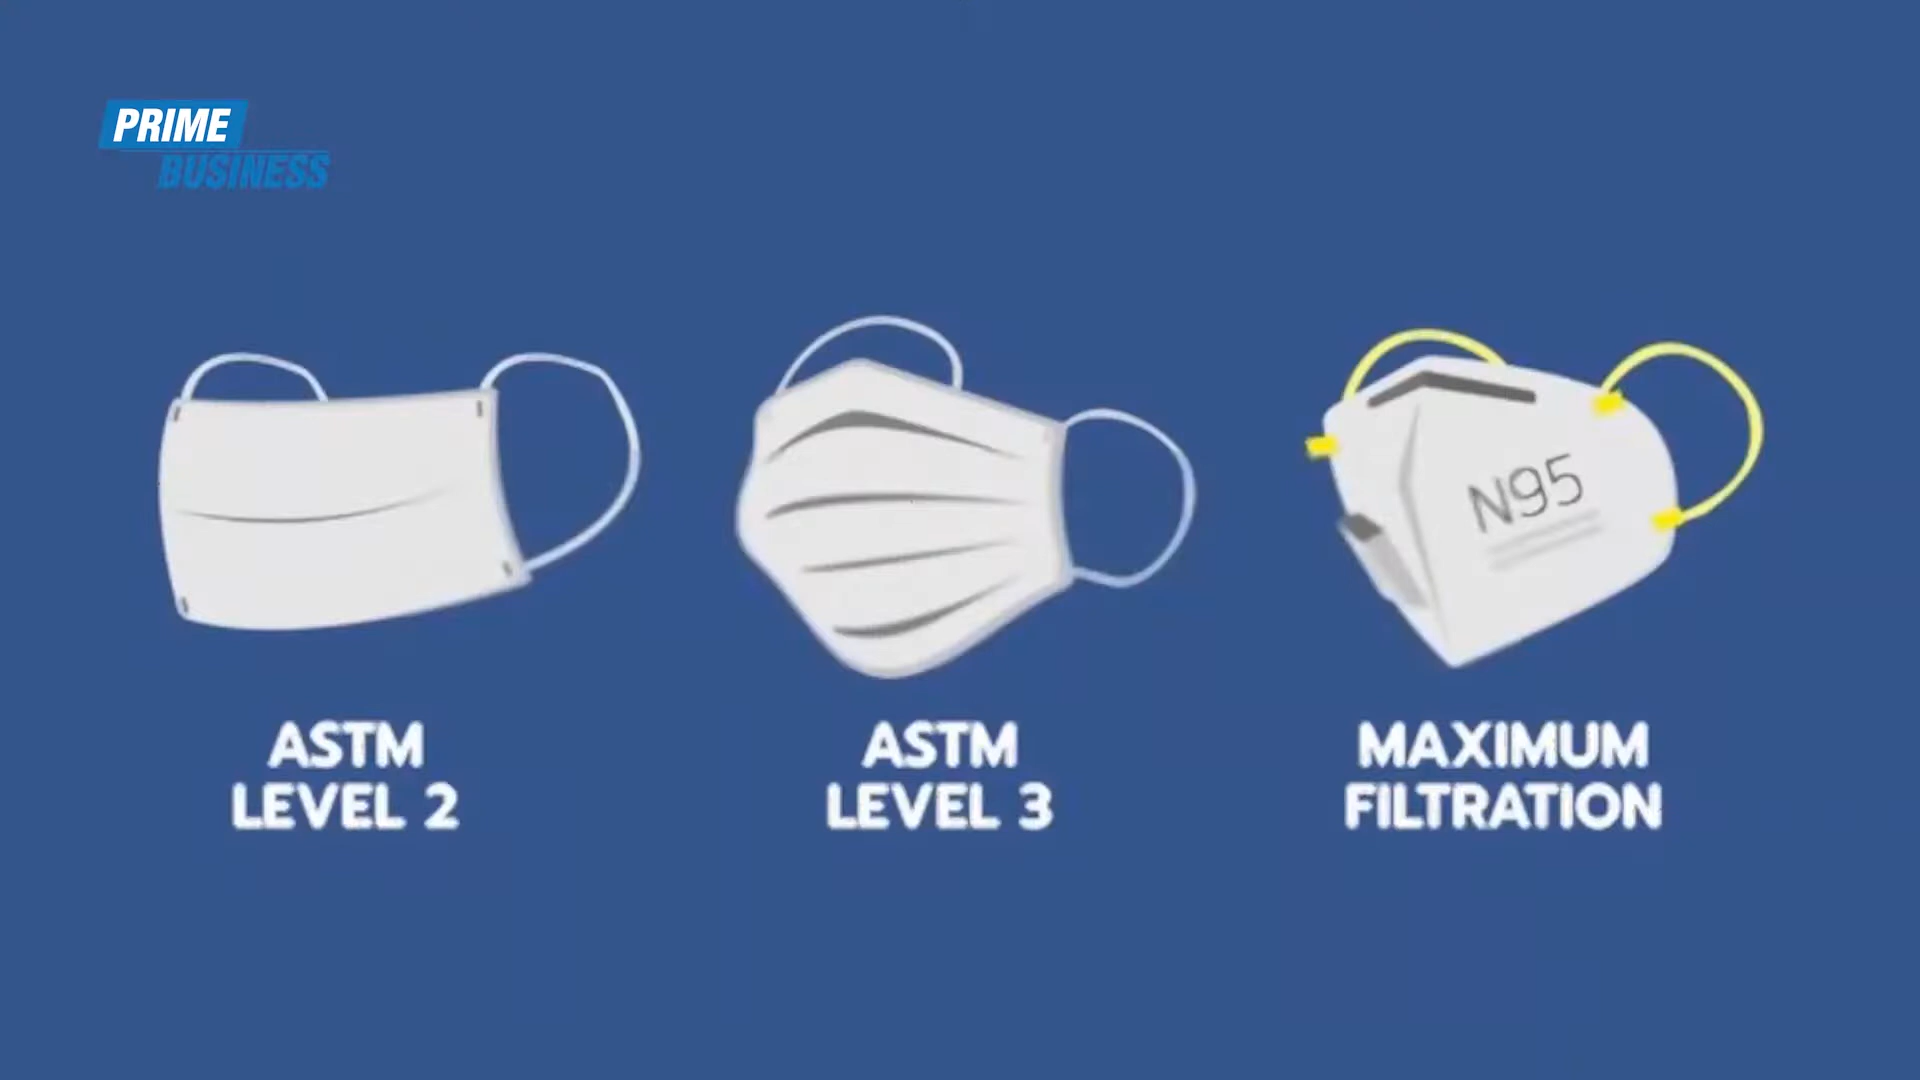 PRIME
BUSINESS
N95
ASTM
LEVEL 2
ASTM
LEVEL 3
MAXIMUM
FILTRATION